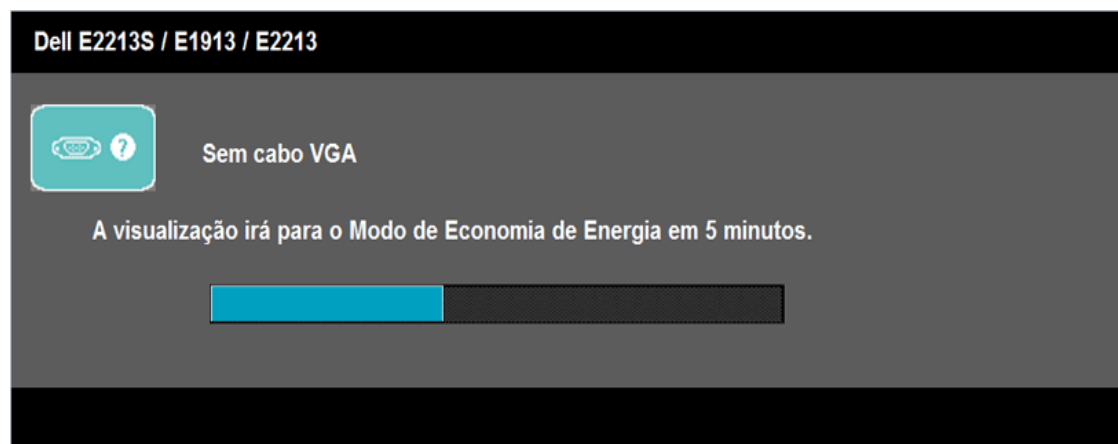 Dell E2213S / E1913 / E2213
?
Sem cabo VGA
A visualização irá para o Modo de Economia de Energia em 5 minutos.